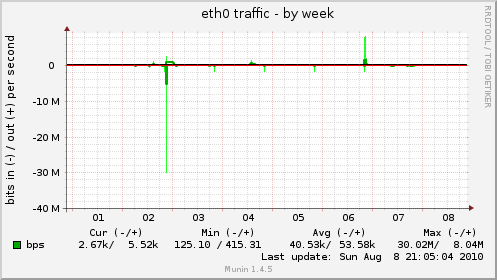 eth0 traffic - by week
RRDTOOL / TOBI OETIKER
bits in (-) / out (+) per second
0
-10 M
-20 M
-30 M
-40 M
01 02 03 04 05 06 07 08
Cur (-/+) Min (-/+) Avg (-/+) Max (-/+)
bps 2.67k/ 5.52k 125.10 / 415.31 40.53k/ 53.58k 30.02M/ 8.04M
Last update: Sun Aug 8 21:05:04 2010
Munin 1.4.5